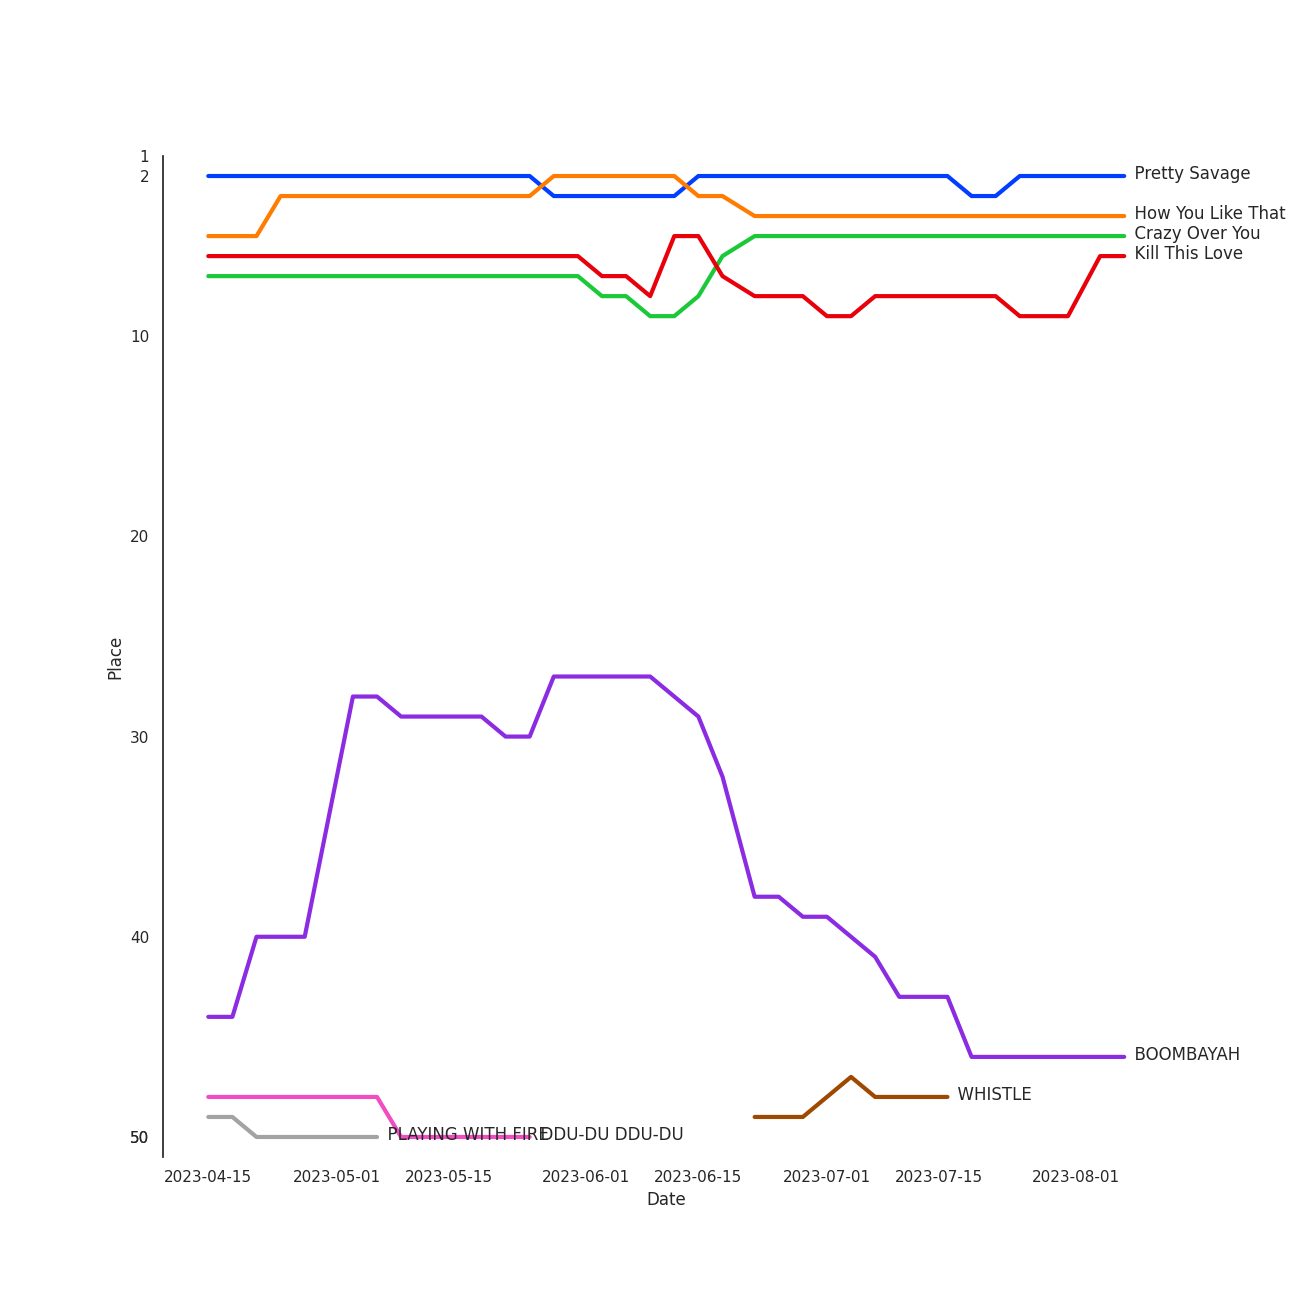 1
2
10
20
30
40
50
Place
Pretty Savage
How You Like That
Crazy Over You
Kill This Love
BOOMBAYAH
WHISTLE
PLAYING WITH FIRE
DDU-DU DDU-DU
2023-04-15
2023-05-01
2023-05-15
2023-06-01
2023-06-15
2023-07-01
2023-07-15
2023-08-01
Date